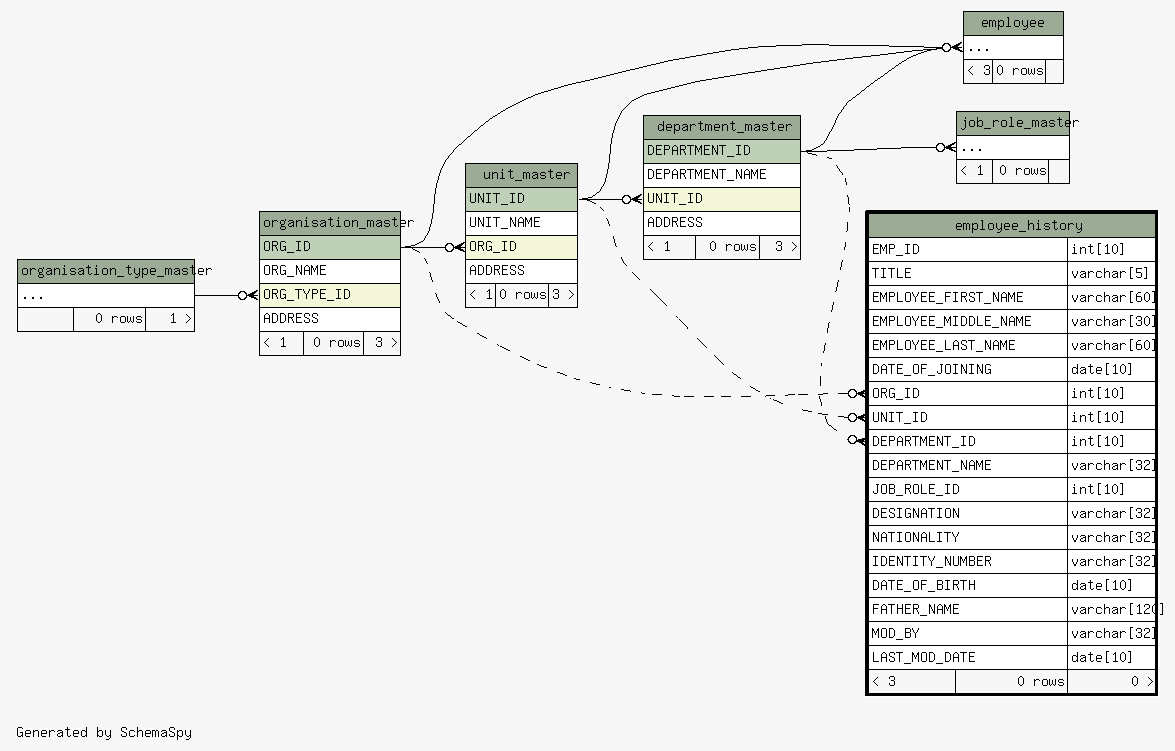 employee
...
< 3 0 rows
job_role_master
...
< 1 0 rows
department_master
DEPARTMENT_ID
DEPARTMENT_NAME
UNIT_ID
ADDRESS
< 1 0 rows 3 >
unit_master
UNIT_ID
UNIT_NAME
ORG_ID
ADDRESS
< 1 0 rows 3 >
organisation_master
ORG_ID
ORG_NAME
ORG_TYPE_ID
ADDRESS
< 1 0 rows 3 >
organisation_type_master
...
0 rows 1 >
employee_history
EMP_ID int[10]
TITLE varchar[5]
EMPLOYEE_FIRST_NAME varchar[60]
EMPLOYEE_MIDDLE_NAME varchar[30]
EMPLOYEE_LAST_NAME varchar[60]
DATE_OF_JOINING date[10]
ORG_ID int[10]
UNIT_ID int[10]
DEPARTMENT_ID int[10]
DEPARTMENT_NAME varchar[32]
JOB_ROLE_ID int[10]
DESIGNATION varchar[32]
NATIONALITY varchar[32]
IDENTITY_NUMBER varchar[32]
DATE_OF_BIRTH date[10]
FATHER_NAME varchar[120]
MOD_BY varchar[32]
LAST_MOD_DATE date[10]
< 3 0 rows 0 >
Generated by SchemaSpy